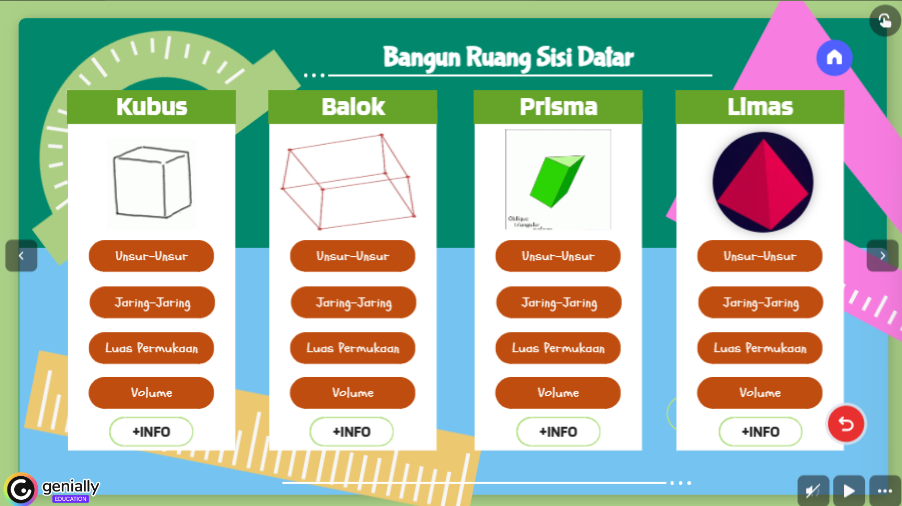 Bangun Ruang Sisi Datar
Kubus
Unsur-Unsur
Jaring-Jaring
Luas Permukaan
Volume
+INFO
Balok
Unsur-Unsur
Jaring-Jaring
Luas Permukaan
Volume
+INFO
Prisma
Oblique
triangular
Unsur-Unsur
Jaring-Jaring
Luas Permukaan
Volume
+INFO
Limas
Unsur-Unsur
Jaring-Jaring
Luas Permukaan
Volume
+INFO
genially
EDUCATION